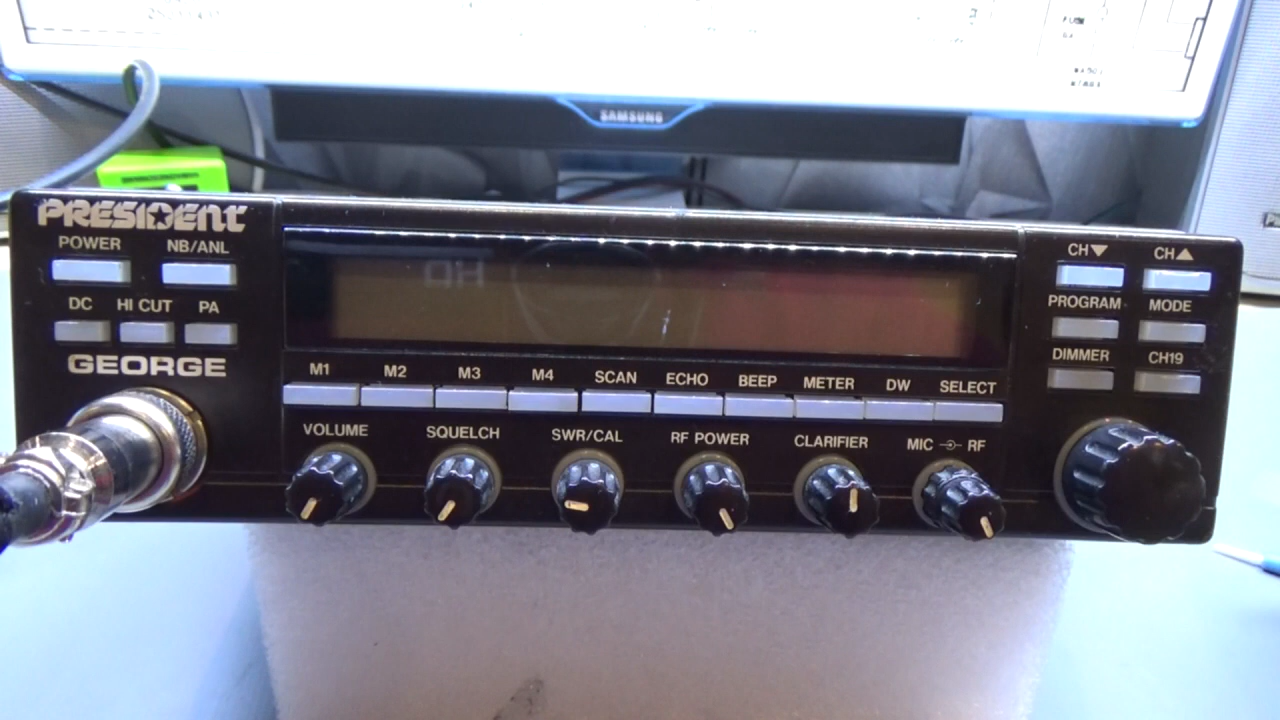 SAMSUNG
PRESIDENT
POWER NB/ANL
DC HI CUT PA
GEORGE
M1 M2 M3 M4 SCAN ECHO BEEP METER DW SELECT
VOLUME SQUELCH SWR/CAL RF POWER CLARIFIER MIC RF
CH▼ CH▲
PROGRAM MODE
DIMMER CH19